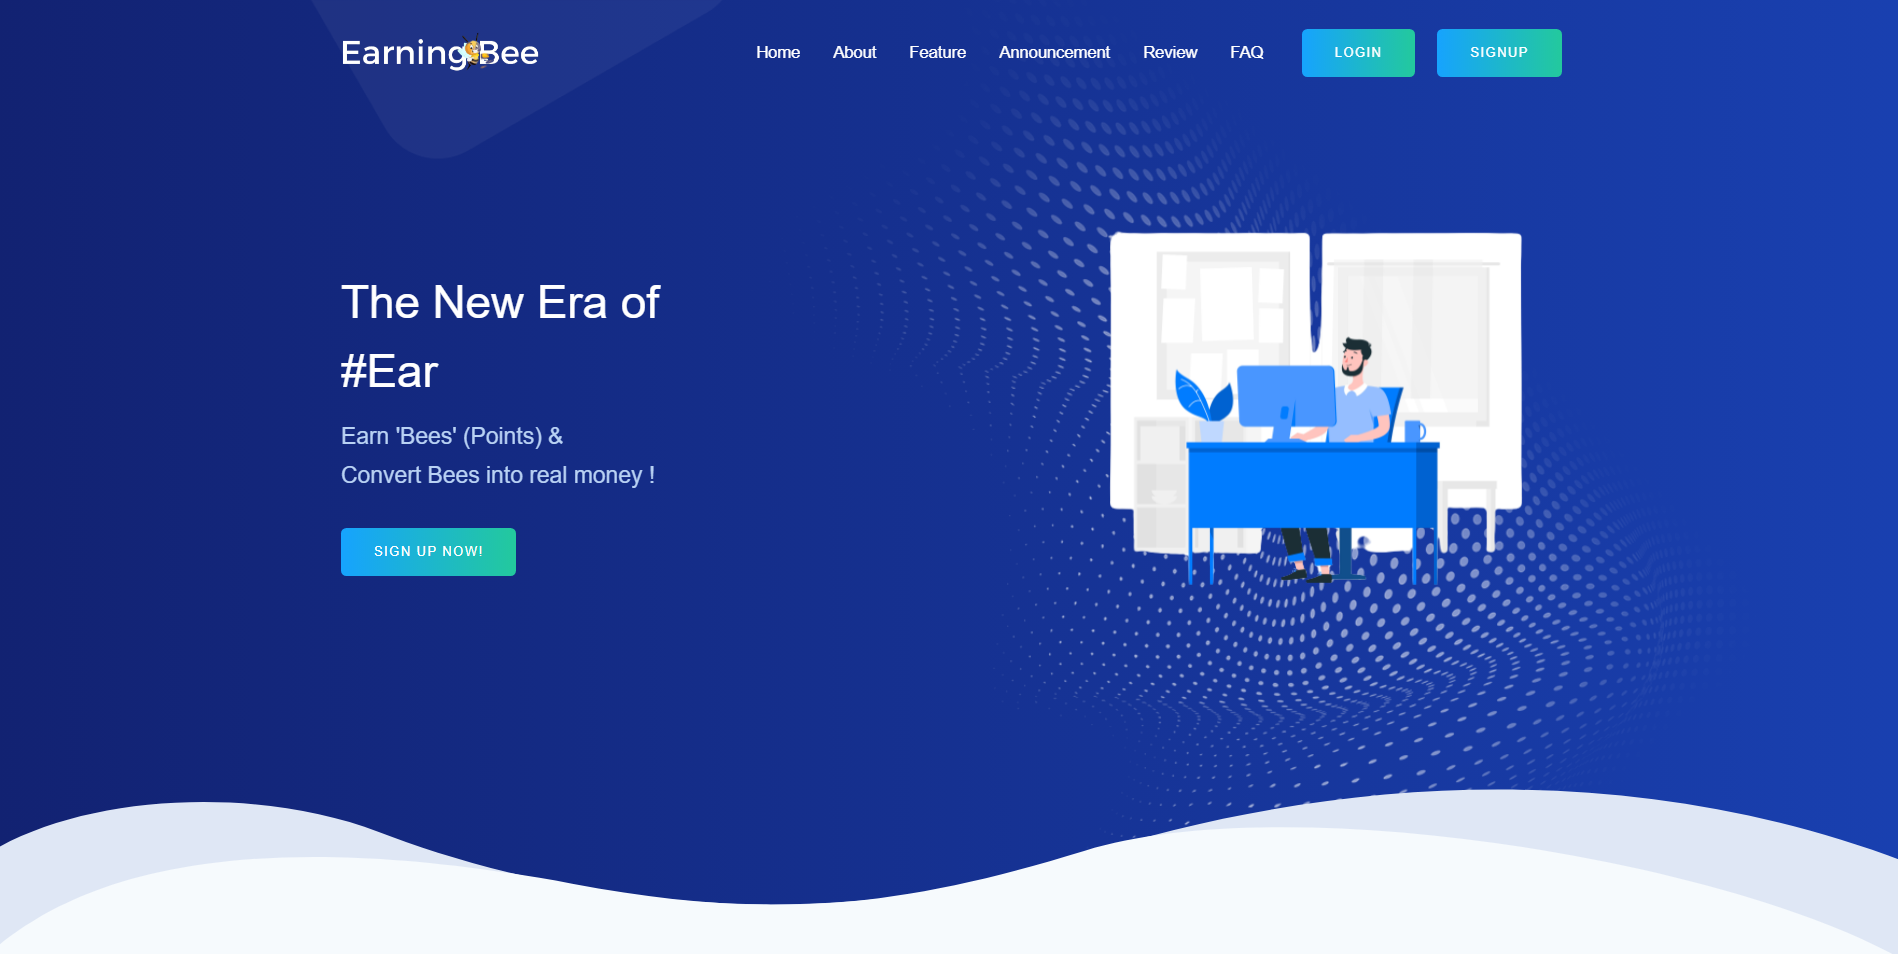 EarningBee
Home About Feature Announcement Review FAQ LOGIN SIGNUP
The New Era of
#Ear
Earn 'Bees' (Points) &
Convert Bees into real money !
SIGN UP NOW!